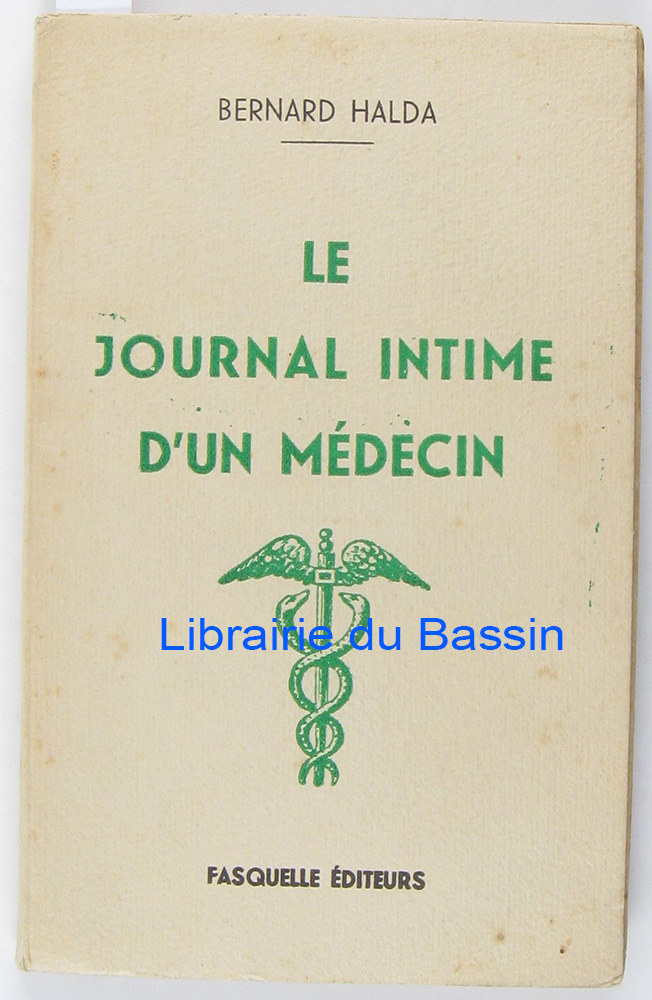 BERNARD HALDA
LE
JOURNAL INTIME
D'UN MÉDECIN
Librairie du Bassin
FASQUELLE ÉDITEURS